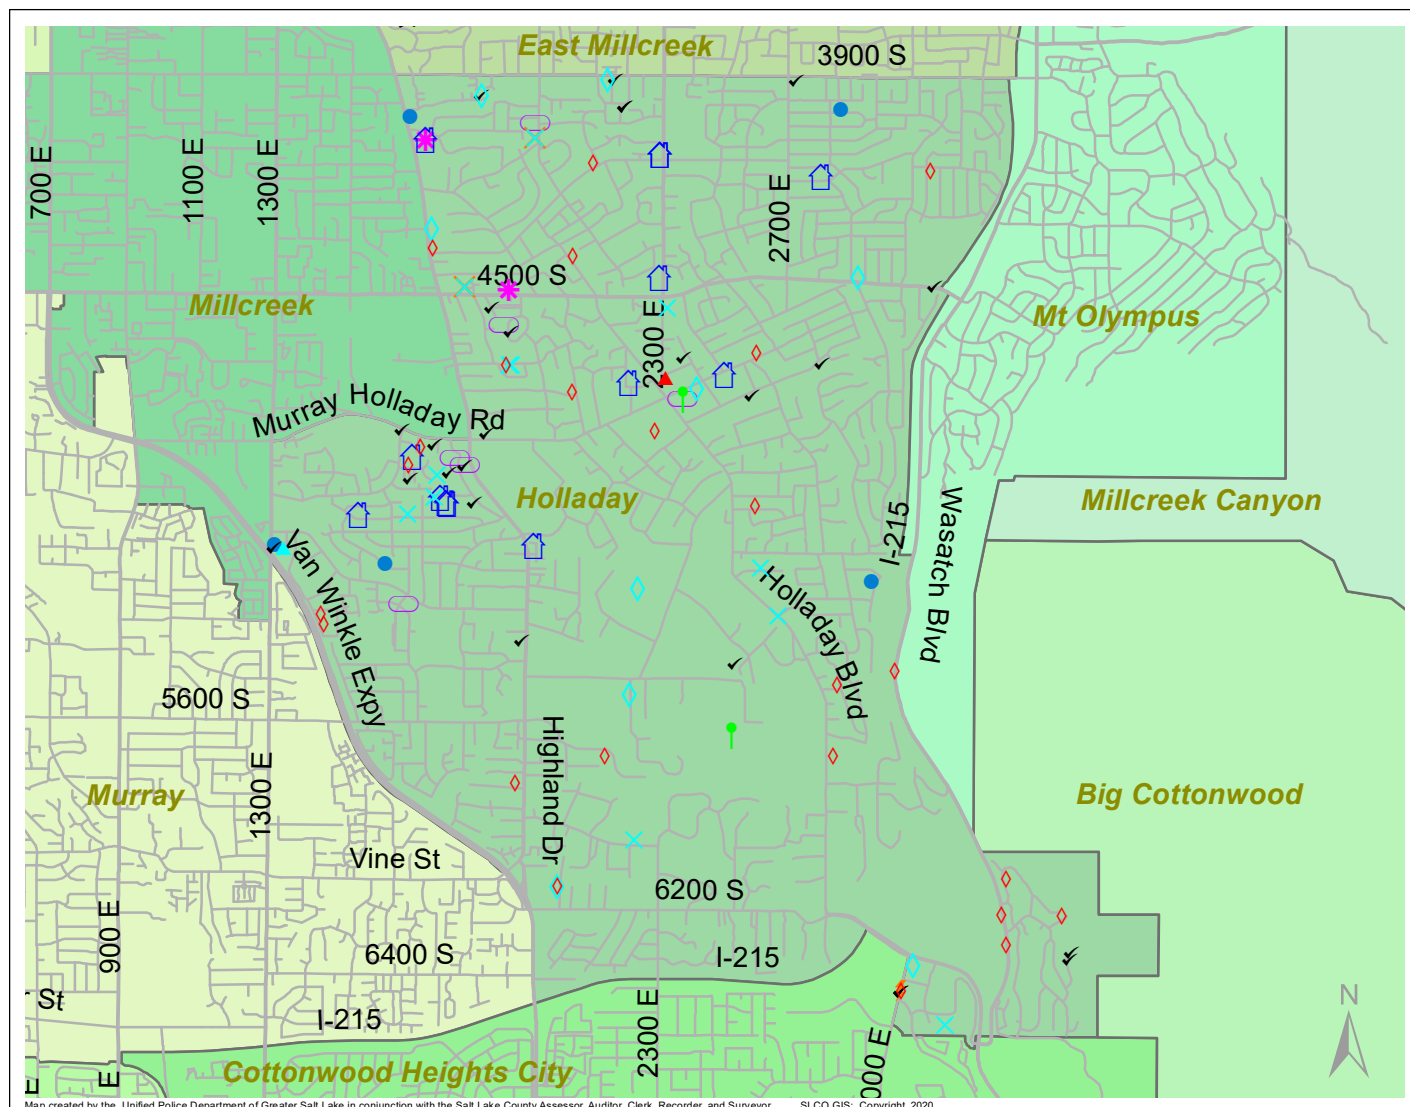 East Millcreek
3900 S
700 E
1100 E
1300 E
2700 E
4500 S
Millcreek
2300 E
Mt Olympus
Murray Holladay Rd
Holladay
Millcreek Canyon
I-215
Wasatch Blvd
Van Winkle Expy
Holladay Blvd
5600 S
Highland Dr
1300 E
Murray
Big Cottonwood
Vine St
6200 S
900 E
6400 S
I-215
St
I-215
2300 E
000 E
N
E
E
Cottonwood Heights City
Map created by the Unified Police Department of Greater Salt Lake in conjunction with the Salt Lake County Assessor, Auditor, Clerk, Recorder, and Surveyor. SLCO GIS: Copyright, 2020